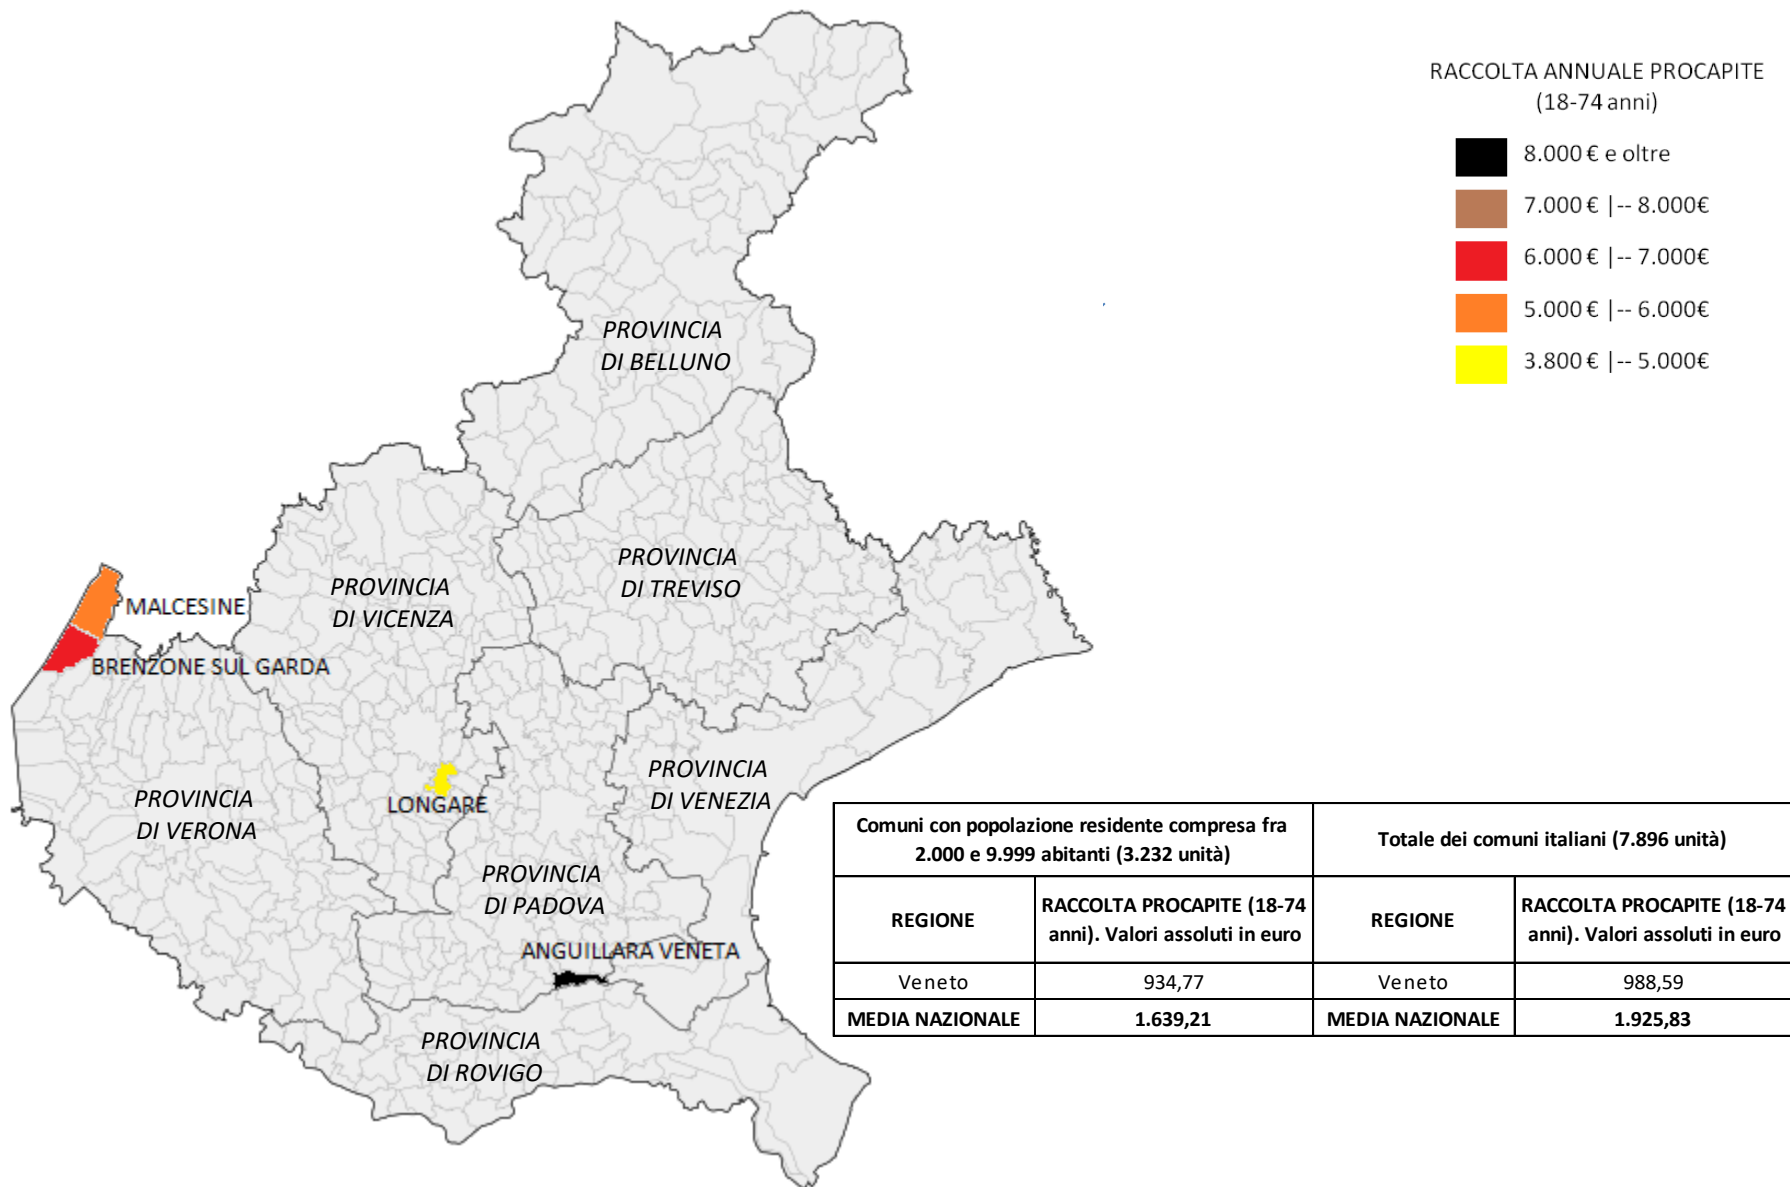 RACCOLTA ANNUALE PROCAPITE
(18-74 anni)
8.000 € e oltre
7.000 € |-- 8.000€
6.000 € |-- 7.000€
5.000 € |-- 6.000€
3.800 € |-- 5.000€
PROVINCIA
DI BELLUNO
PROVINCIA
DI TREVISO
PROVINCIA
DI VICENZA
MALCESINE
BRENZONE SUL GARDA
PROVINCIA
DI VERONA
LONGARE
PROVINCIA
DI VENEZIA
PROVINCIA
DI PADOVA
ANGUILLARA VENETA
PROVINCIA
DI ROVIGO
Comuni con popolazione residente compresa fra
2.000 e 9.999 abitanti (3.232 unità)
Totale dei comuni italiani (7.896 unità)
REGIONE
RACCOLTA PROCAPITE (18-74
anni). Valori assoluti in euro
REGIONE
RACCOLTA PROCAPITE (18-74
anni). Valori assoluti in euro
Veneto
934,77
Veneto
988,59
MEDIA NAZIONALE
1.639,21
MEDIA NAZIONALE
1.925,83